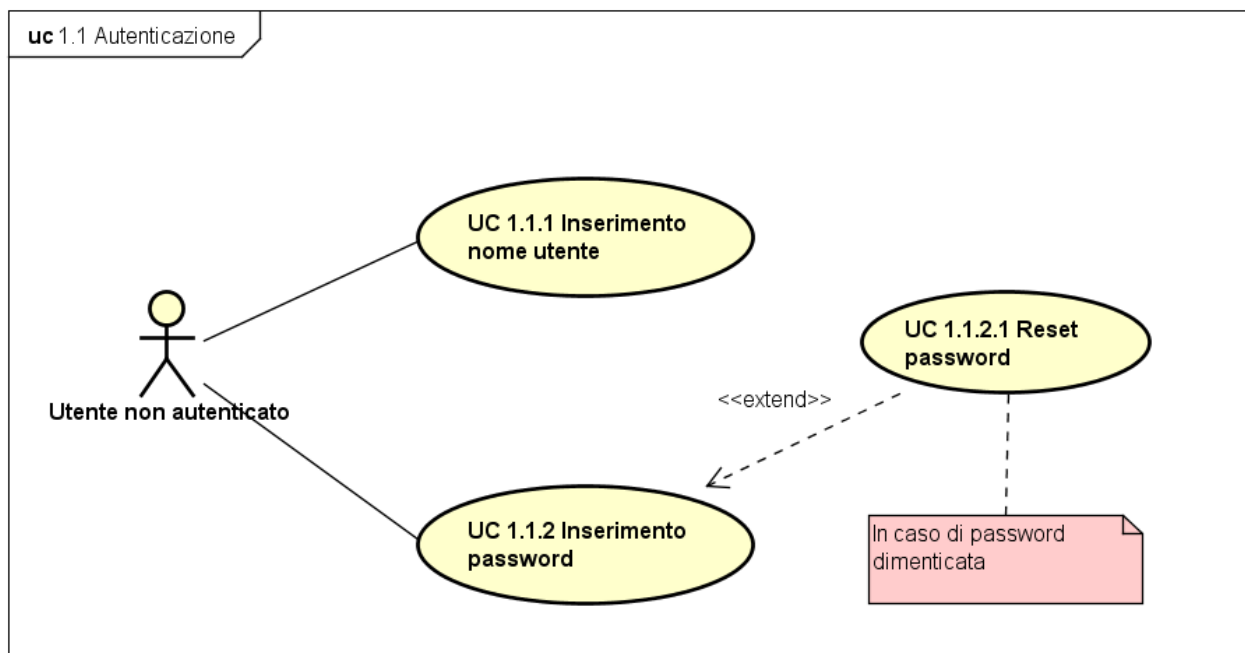 uc 1.1 Autenticazione
UC 1.1.1 Inserimento
nome utente
UC 1.1.2.1 Reset
password
Utente non autenticato
<<extend>>
UC 1.1.2 Inserimento
password
In caso di password
dimenticata